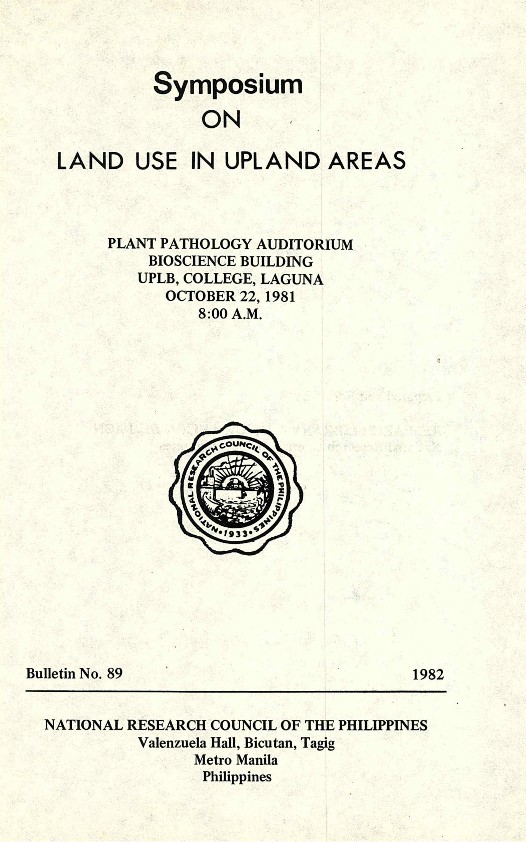 Symposium
ON
LAND USE IN UPLAND AREAS
PLANT PATHOLOGY AUDITORIUM
BIOSCIENCE BUILDING
UPLB, COLLEGE, LAGUNA
OCTOBER 22, 1981
8:00 A.M.
NATIONAL RESEARCH COUNCIL OF THE PHILIPPINES
• 1933 •
Bulletin No. 89 1982
NATIONAL RESEARCH COUNCIL OF THE PHILIPPINES
Valenzuela Hall, Bicutan, Tagig
Metro Manila
Philippines